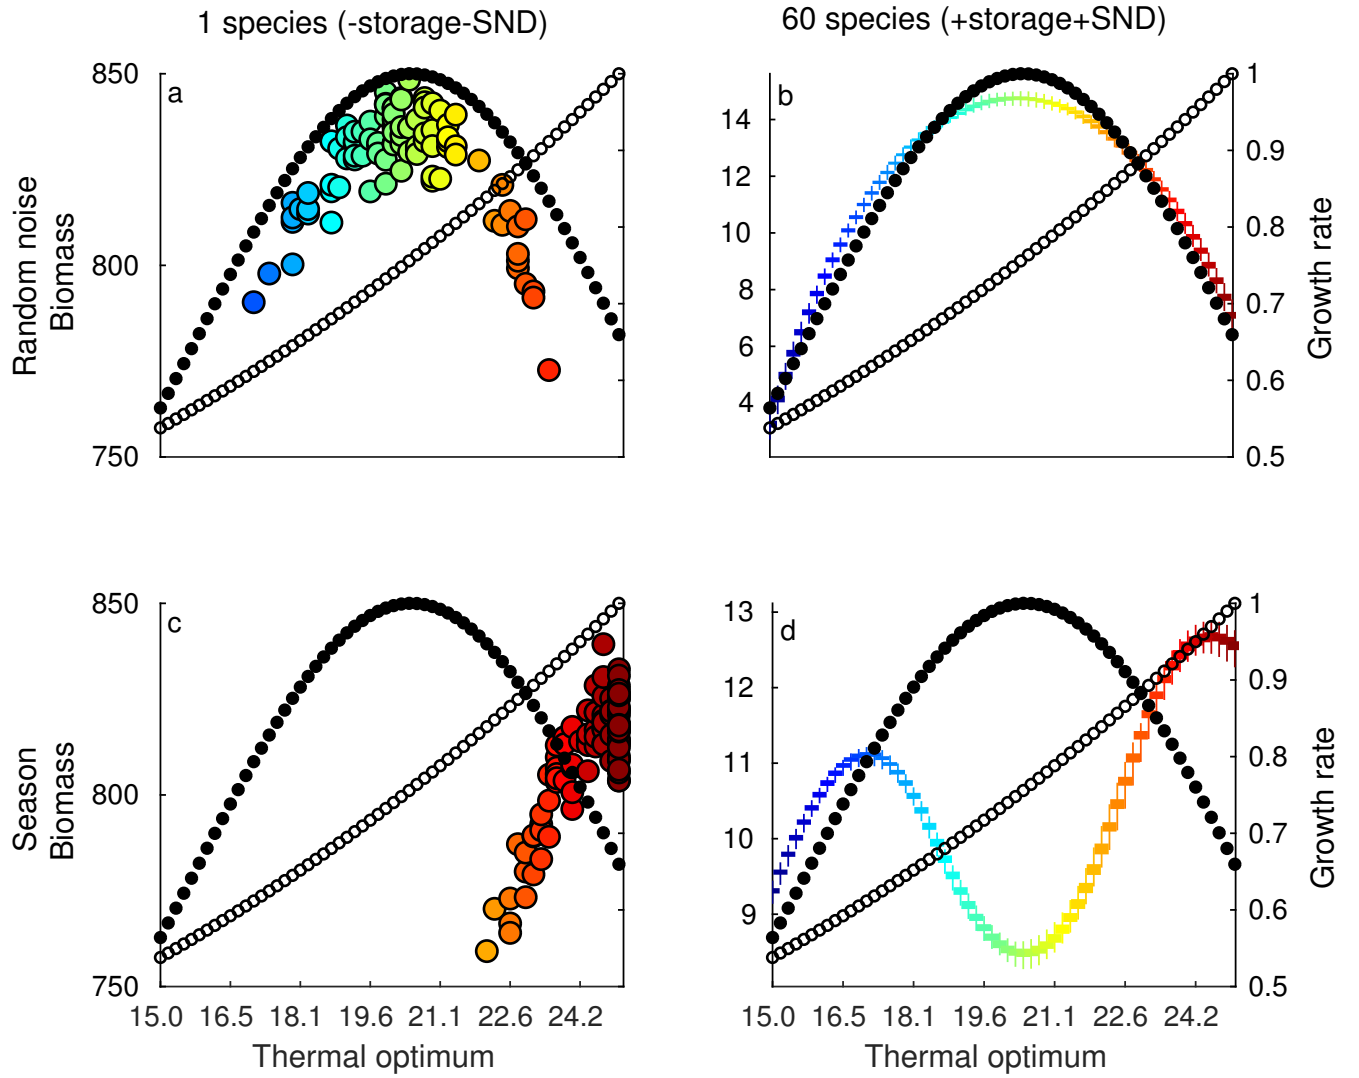 1 species (-storage-SND)
60 species (+storage+SND)
850
800
750
a
Random noise
Biomass
14
12
10
8
6
4
b
1
0.9
0.8
0.7
0.6
0.5
Growth rate
850
800
750
c
Season
Biomass
15.0 16.5 18.1 19.6 21.1 22.6 24.2
Thermal optimum
13
12
11
10
9
d
1
0.9
0.8
0.7
0.6
0.5
Growth rate
15.0 16.5 18.1 19.6 21.1 22.6 24.2
Thermal optimum